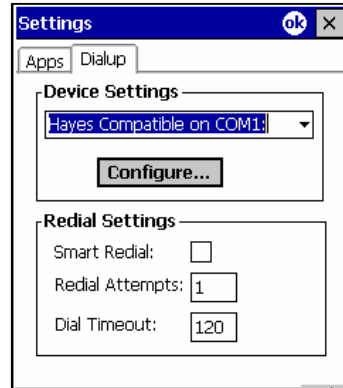 Settings ok
Apps Dialup
Device Settings
Hayes Compatible on COM1:
Configure...
Redial Settings
Smart Redial:
Redial Attempts: 1
Dial Timeout: 120